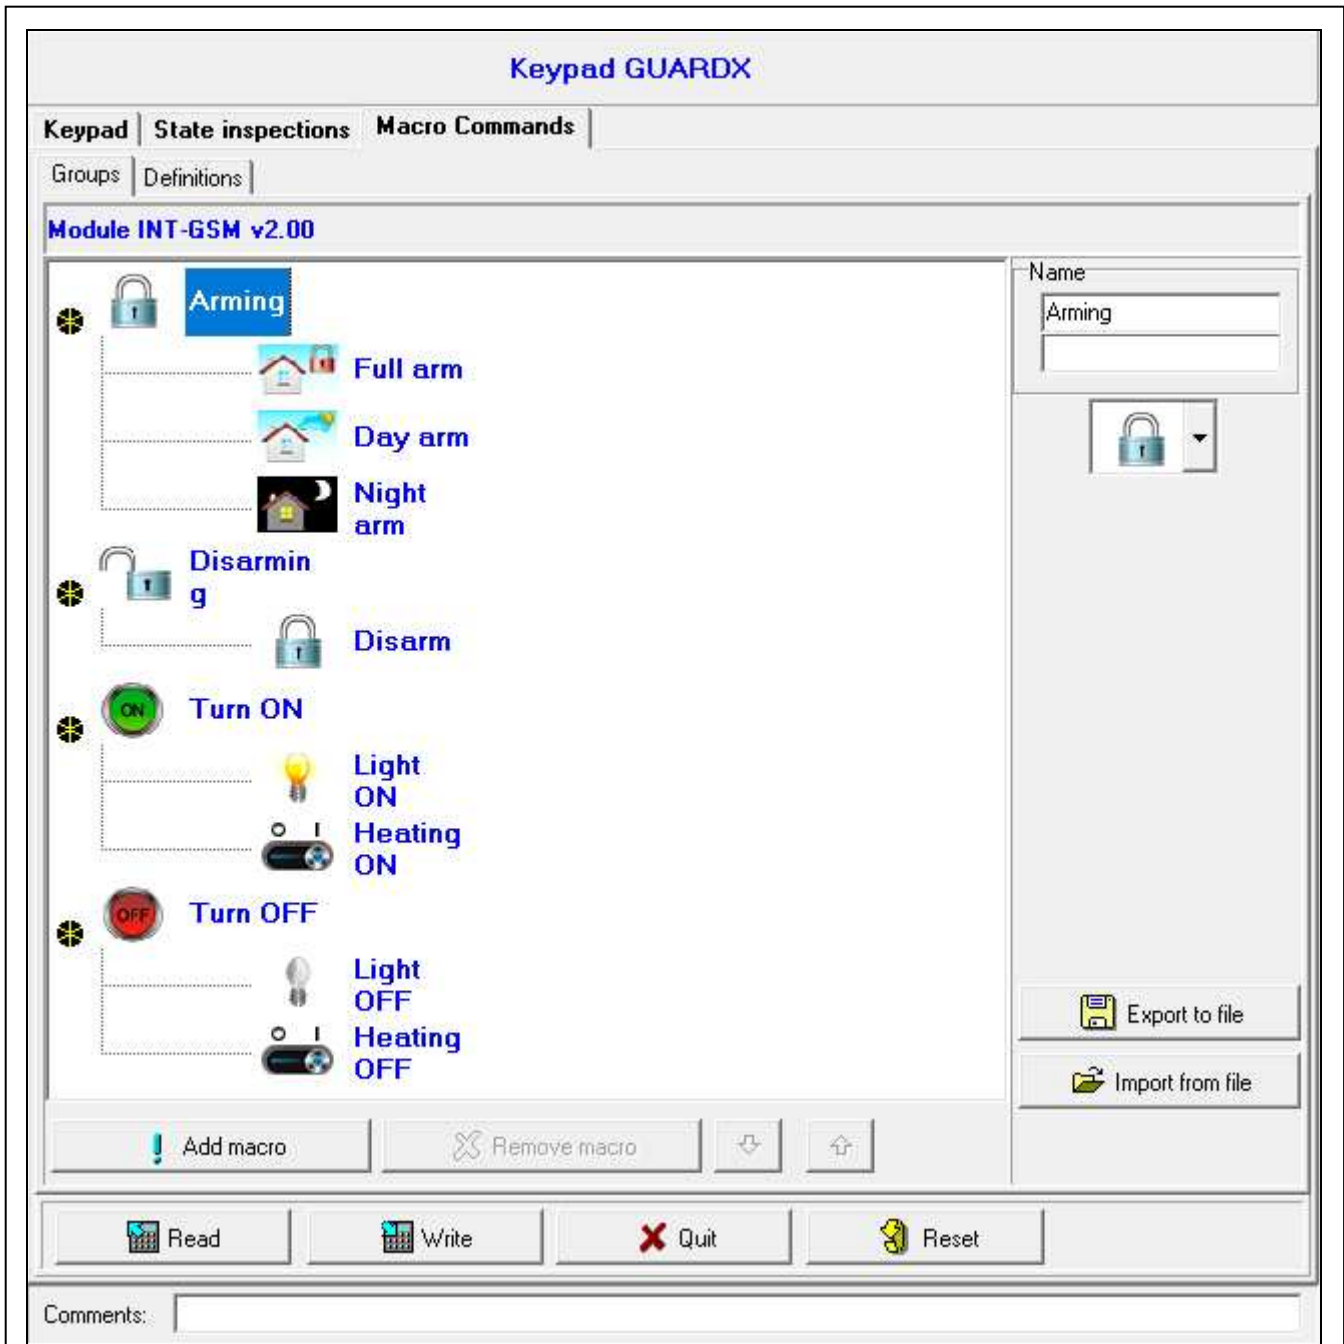 Keypad GUARDX
Keypad State inspections Macro Commands
Groups Definitions
Module INT-GSM v2.00
Arming
Full arm
Day arm
Night
arm
Disarmin
g
Disarm
Turn ON
ON
Light
ON
O I
Heating
ON
Turn OFF
OFF
Light
OFF
O I
Heating
OFF
Name
Arming
Export to file
Import from file
Add macro Remove macro
Read Write Quit Reset
Comments: